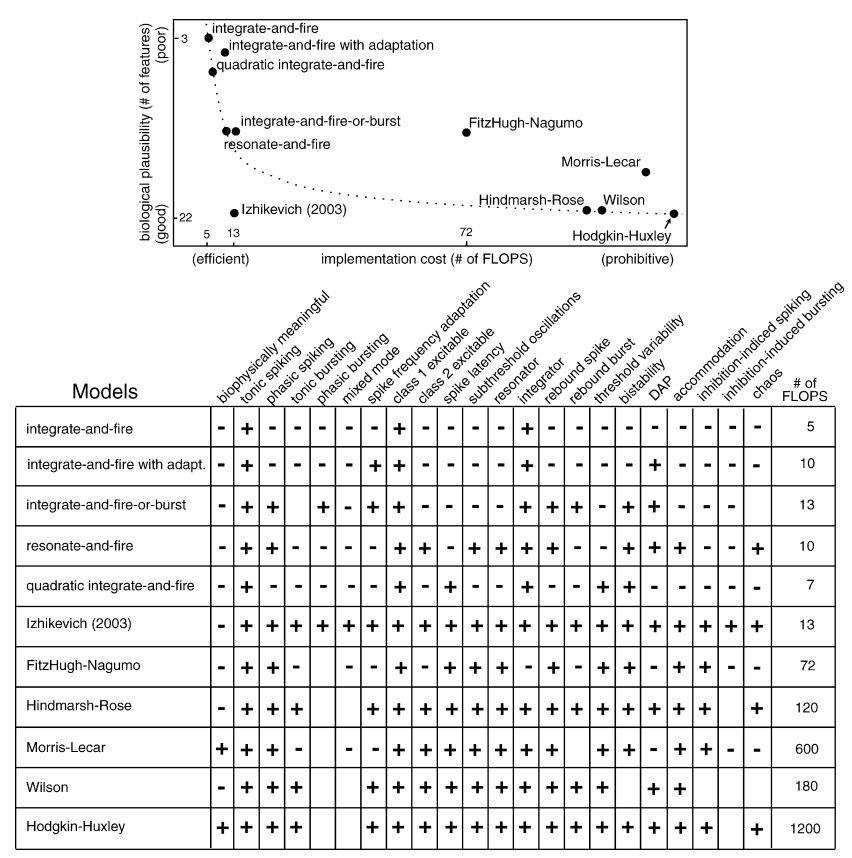 biological plausibility (# of features)
(poor)
3
22
(good)
integrate-and-fire
integrate-and-fire with adaptation
quadratic integrate-and-fire
integrate-and-fire-or-burst
resonate-and-fire
FitzHugh-Nagumo
Morris-Lecar
Hindmarsh-Rose
Wilson
Izhikevich (2003)
Hodgkin-Huxley
5 13 72
(efficient) implementation cost (# of FLOPS) (prohibitive)
Models
biophysically meaningful
tonic spiking
phasic spiking
tonic bursting
phasic bursting
mixed mode
spike frequency adaptation
class 1 excitable
class 2 excitable
spike latency
subthreshold oscillations
resonator
integrator
rebound spike
rebound burst
threshold variability
bistability
DAP
accommodation
inhibition-indiced spiking
inhibition-induced bursting
chaos
# of
FLOPS
integrate-and-fire - + - - - - - + - - - - + - - - - - - - - - 5
integrate-and-fire with adapt. - + - - - - + + - - - - + - - - - + - - - - 10
integrate-and-fire-or-burst - + + + - + + - - - - + + + - + + - - - 13
resonate-and-fire - + + - - - - + + - + + + + - - + + + - - + 10
quadratic integrate-and-fire - + - - - - - + - + - - + - - + + - - - - - 7
Izhikevich (2003) - + + + + + + + + + + + + + + + + + + + + + 13
FitzHugh-Nagumo - + + - - - + - + + + - + - + + - + + - - 72
Hindmarsh-Rose - + + + + + + + + + + + + + + + + + + 120
Morris-Lecar + + + - - - + + + + + + + + + - + + - - 600
Wilson - + + + + + + + + + + + + + + + 180
Hodgkin-Huxley + + + + + + + + + + + + + + + + + + + 1200